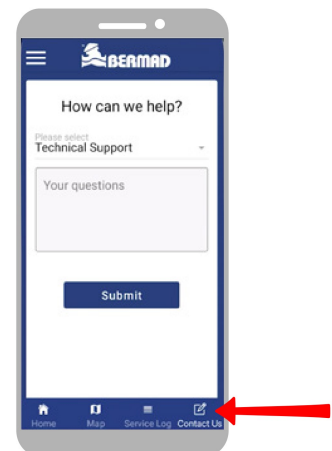 BERMAD
How can we help?
Please select
Technical Support
Your questions
Submit
Home Map Service Log Contact Us